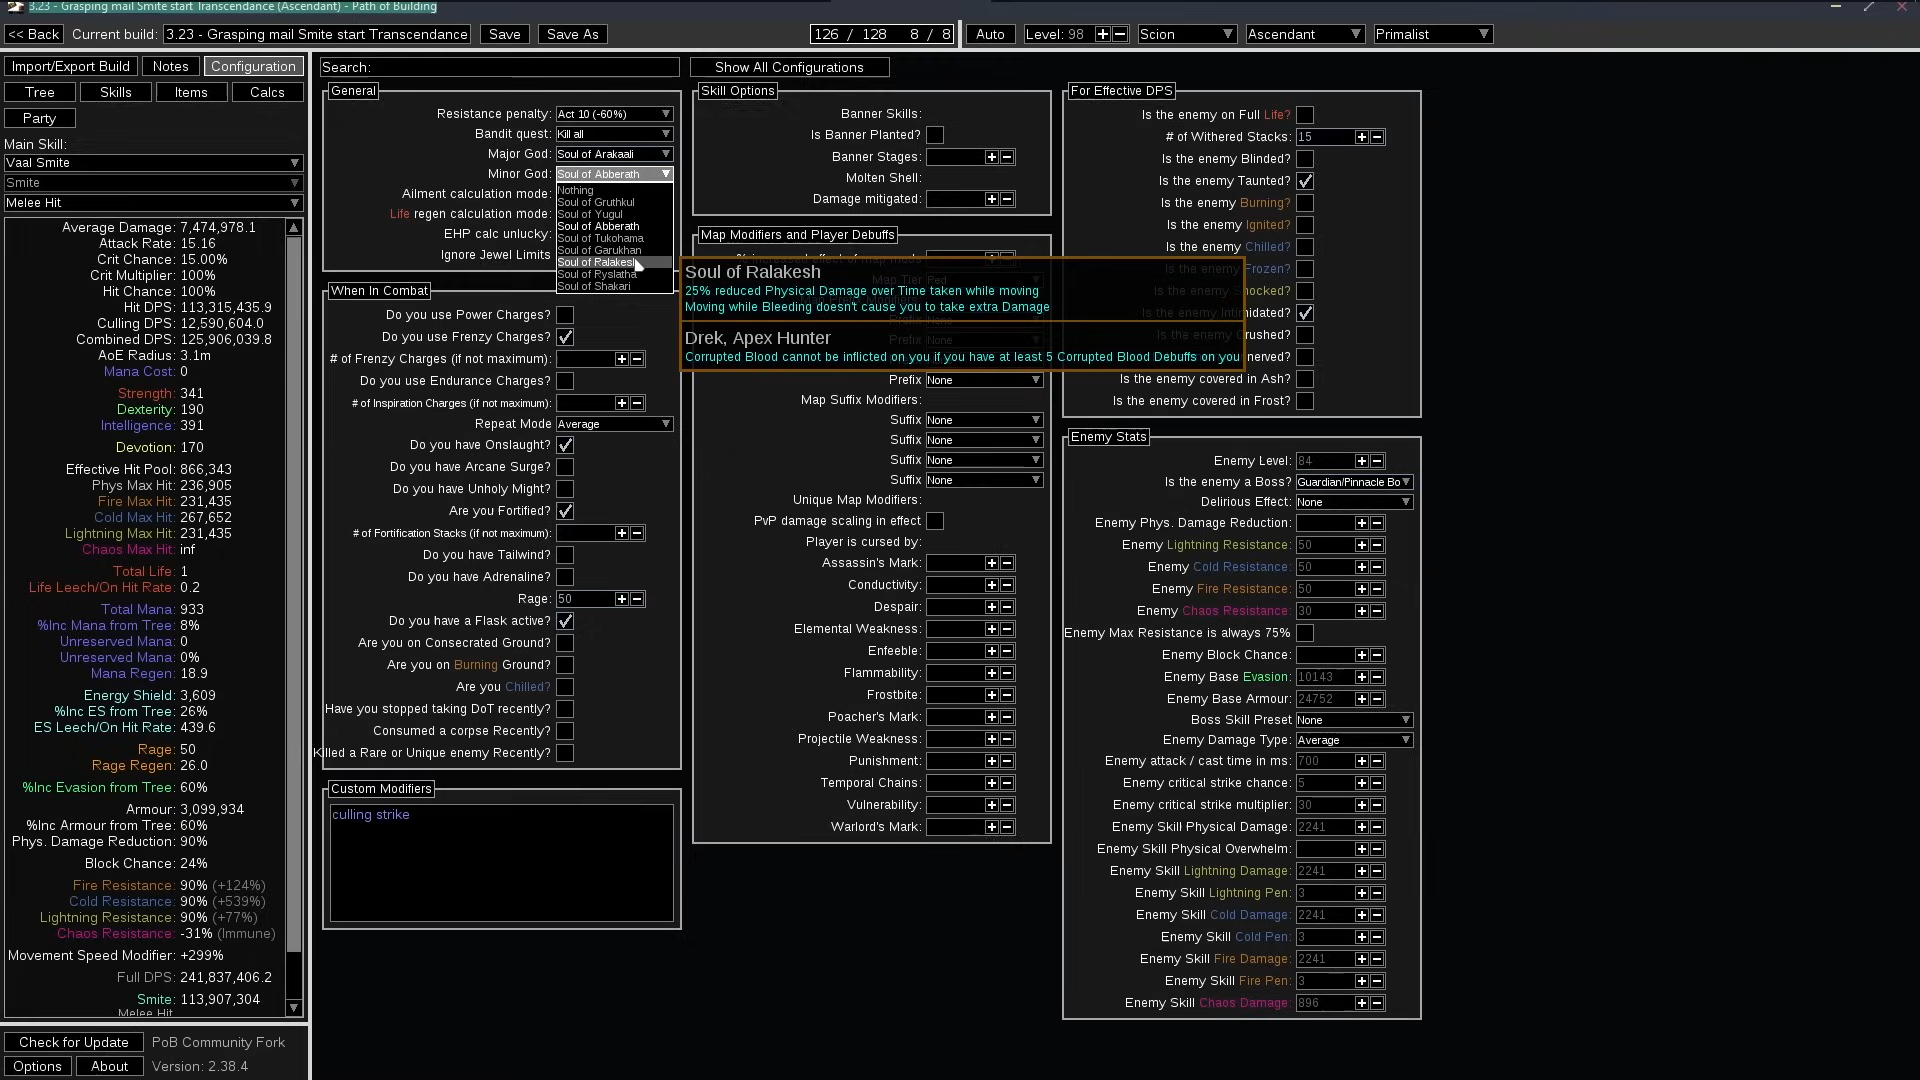 3.23 - Grasping mail Smite start Transcendance (Ascendant) - Path of Building
<< Back
Current build: 3.23 - Grasping mail Smite start Transcendance
Save
Save As
126 / 128 8 / 8
Auto
Level: 98
Scion
Ascendant
Primalist
Import/Export Build
Notes
Configuration
Tree
Skills
Items
Calcs
Party
Main Skill:
Vaal Smite
Smite
Melee Hit
Average Damage: 7,474,978.1
Attack Rate: 15.16
Crit Chance: 15.00%
Crit Multiplier: 100%
Hit Chance: 100%
Hit DPS: 113,315,435.9
Culling DPS: 12,590,604.0
Combined DPS: 125,906,039.8
AoE Radius: 3.1m
Mana Cost: 0
Strength: 341
Dexterity: 190
Intelligence: 391
Devotion: 170
Effective Hit Pool: 866,343
Phys Max Hit: 236,905
Fire Max Hit: 231,435
Cold Max Hit: 267,652
Lightning Max Hit: 231,435
Chaos Max Hit: inf
Total Life: 1
Life Leech/On Hit Rate: 0.2
Total Mana: 933
%Inc Mana from Tree: 8%
Unreserved Mana: 0
Unreserved Mana: 0%
Mana Regen: 18.9
Energy Shield: 3,609
%Inc ES from Tree: 26%
ES Leech/On Hit Rate: 439.6
Rage: 50
Rage Regen: 26.0
%Inc Evasion from Tree: 60%
Armour: 3,099,934
%Inc Armour from Tree: 60%
Phys. Damage Reduction: 90%
Block Chance: 24%
Fire Resistance: 90% (+124%)
Cold Resistance: 90% (+539%)
Lightning Resistance: 90% (+77%)
Chaos Resistance: -31% (Immune)
Movement Speed Modifier: +299%
Full DPS: 241,837,406.2
Smite: 113,907,304
Melee Hit
Check for Update
PoB Community Fork
Options
About
Version: 2.38.4
Search:
Show All Configurations
General
Resistance penalty: Act 10 (-60%)
Bandit quest: Kill all
Major God: Soul of Arakaali
Minor God: Soul of Abberath
Ailment calculation mode:
Life regen calculation mode:
EHP calc unlucky:
Ignore Jewel Limits
Nothing
Soul of Gruthkul
Soul of Yugul
Soul of Abberath
Soul of Tukohama
Soul of Garukhan
Soul of Ralakesh
Soul of Ryslatha
Soul of Shakari
When In Combat
Do you use Power Charges?
Do you use Frenzy Charges?
# of Frenzy Charges (if not maximum):
Do you use Endurance Charges?
# of Inspiration Charges (if not maximum):
Repeat Mode Average
Do you have Onslaught?
Do you have Arcane Surge?
Do you have Unholy Might?
Are you Fortified?
# of Fortification Stacks (if not maximum):
Do you have Tailwind?
Do you have Adrenaline?
Rage: 50
Do you have a Flask active?
Are you on Consecrated Ground?
Are you on Burning Ground?
Are you Chilled?
Have you stopped taking DoT recently?
Consumed a corpse Recently?
Killed a Rare or Unique enemy Recently?
Custom Modifiers
culling strike
Skill Options
Banner Skills:
Is Banner Planted?
Banner Stages:
Molten Shell:
Damage mitigated:
Map Modifiers and Player Debuffs
Soul of Ralakesh
25% reduced Physical Damage over Time taken while moving
Moving while Bleeding doesn't cause you to take extra Damage
Drek, Apex Hunter
Corrupted Blood cannot be inflicted on you if you have at least 5 Corrupted Blood Debuffs on you
Prefix None
Map Suffix Modifiers:
Suffix None
Suffix None
Suffix None
Suffix None
Unique Map Modifiers:
PvP damage scaling in effect
Player is cursed by:
Assassin's Mark:
Conductivity:
Despair:
Elemental Weakness:
Enfeeble:
Flammability:
Frostbite:
Poacher's Mark:
Projectile Weakness:
Punishment:
Temporal Chains:
Vulnerability:
Warlord's Mark:
For Effective DPS
Is the enemy on Full Life?
# of Withered Stacks: 15
Is the enemy Blinded?
Is the enemy Taunted?
Is the enemy Burning?
Is the enemy Ignited?
Is the enemy Chilled?
Is the enemy Frozen?
Is the enemy Shocked?
Is the enemy Intimidated?
Is the enemy Crushed?
nerved?
Is the enemy covered in Ash?
Is the enemy covered in Frost?
Enemy Stats
Enemy Level: 84
Is the enemy a Boss? Guardian/Pinnacle Bo
Delirious Effect: None
Enemy Phys. Damage Reduction:
Enemy Lightning Resistance: 50
Enemy Cold Resistance: 50
Enemy Fire Resistance: 50
Enemy Chaos Resistance: 30
Enemy Max Resistance is always 75%
Enemy Block Chance:
Enemy Base Evasion: 10143
Enemy Base Armour: 24752
Boss Skill Preset None
Enemy Damage Type: Average
Enemy attack / cast time in ms: 700
Enemy critical strike chance: 5
Enemy critical strike multiplier: 30
Enemy Skill Physical Damage: 2241
Enemy Skill Physical Overwhelm:
Enemy Skill Lightning Damage: 2241
Enemy Skill Lightning Pen: 3
Enemy Skill Cold Damage: 2241
Enemy Skill Cold Pen: 3
Enemy Skill Fire Damage: 2241
Enemy Skill Fire Pen: 3
Enemy Skill Chaos Damage: 896